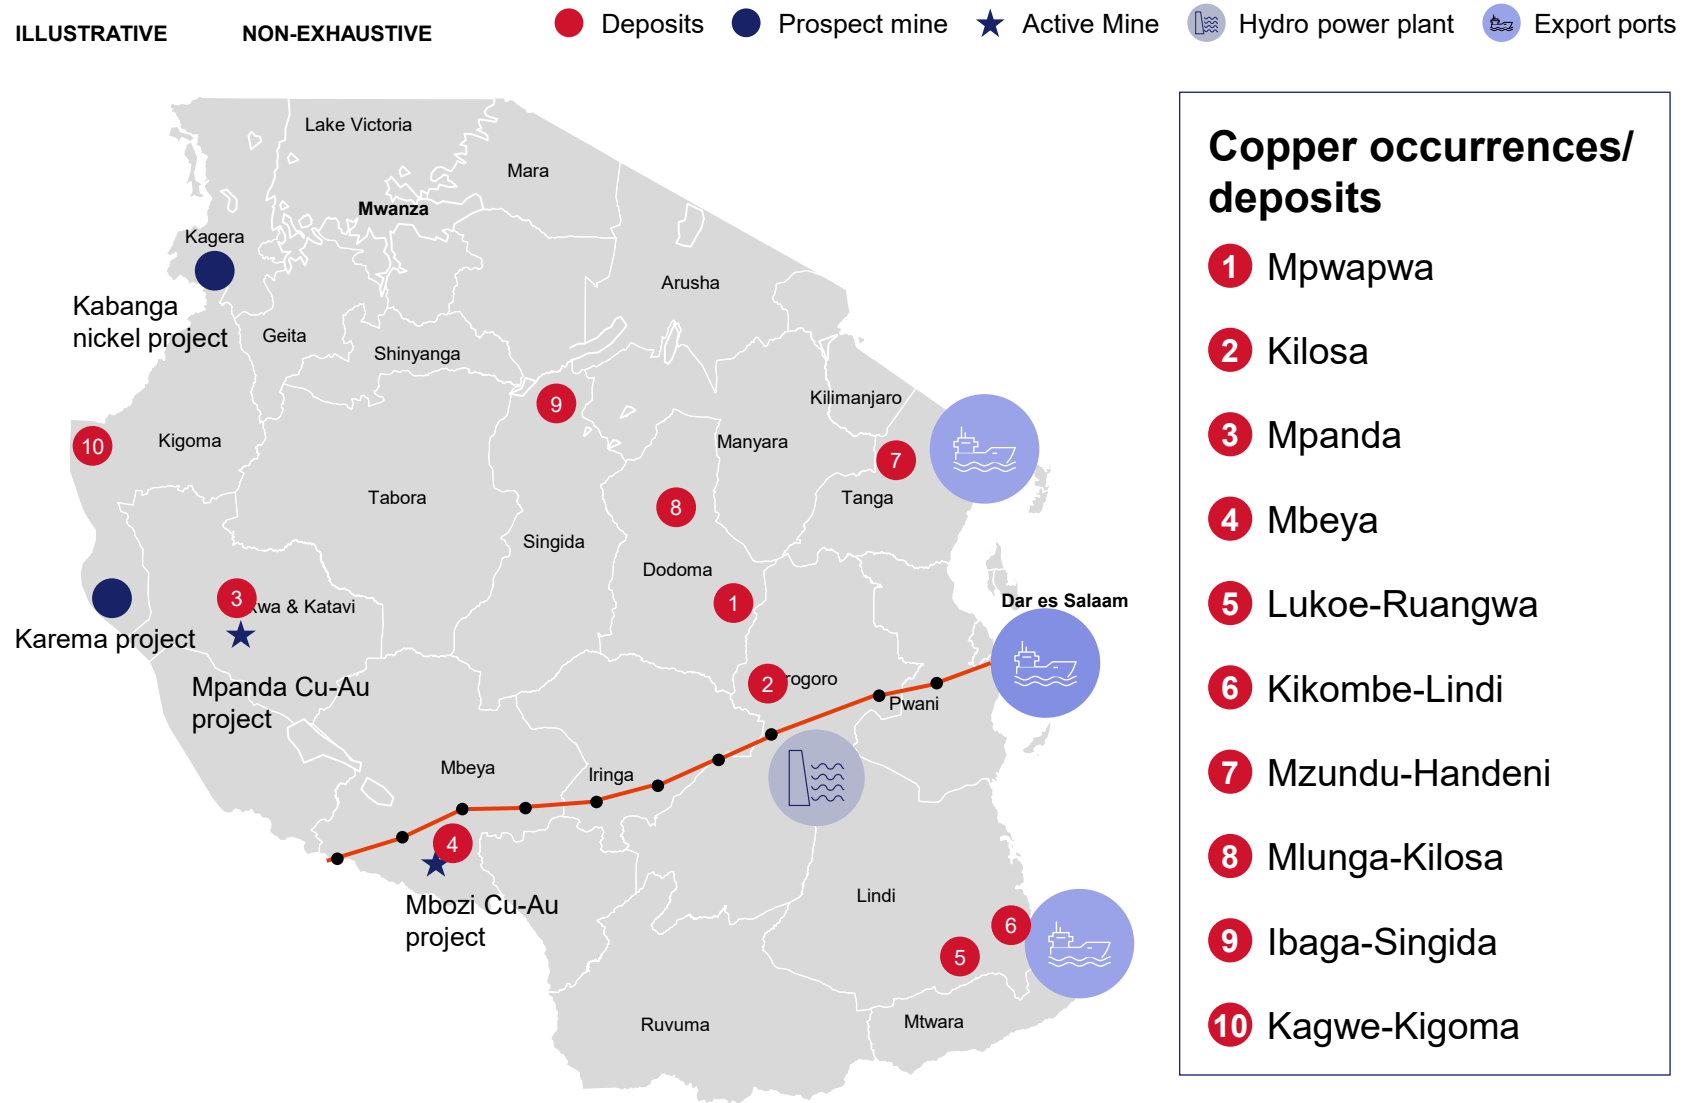 ILLUSTRATIVE
NON-EXHAUSTIVE
Deposits
Prospect mine
Active Mine
Hydro power plant
Export ports
Lake Victoria
Mara
Mwanza
Kagera
Arusha
Kabanga
nickel project
Geita
Shinyanga
Kilimanjaro
9
Kigoma
10
Manyara
7
Tabora
Tanga
8
Singida
Dodoma
3
wa & Katavi
1
Dar es Salaam
Karema project
Mpanda Cu-Au
project
2
rogoro
Pwani
Mbeya
Iringa
4
Mbozi Cu-Au
project
Lindi
6
5
Ruvuma
Mtwara
Copper occurrences/
deposits
1 Mpwapwa
2 Kilosa
3 Mpanda
4 Mbeya
5 Lukoe-Ruangwa
6 Kikombe-Lindi
7 Mzundu-Handeni
8 Mlunga-Kilosa
9 Ibaga-Singida
10 Kagwe-Kigoma